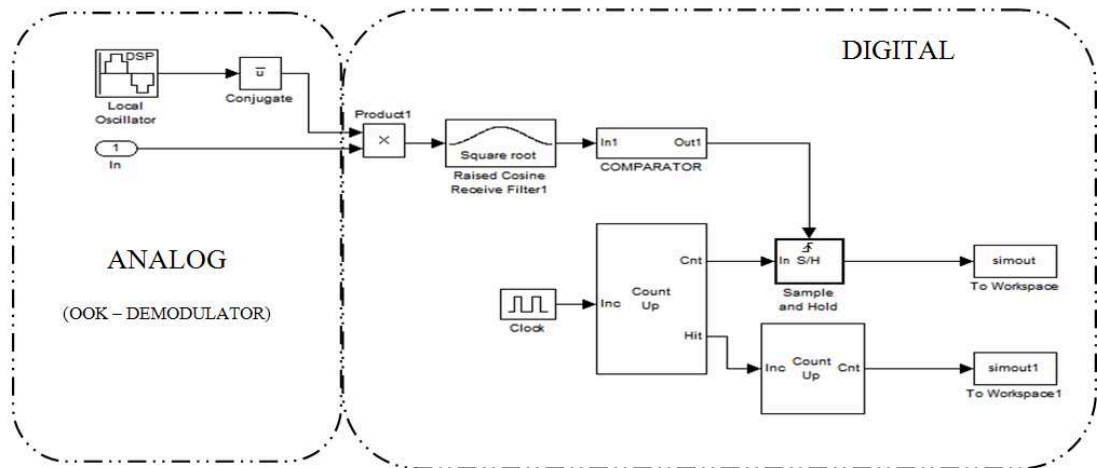 DIGITAL
DSP
Local
Oscillator
u
Conjugate
1
In
Product1
×
Square root
Raised Cosine
Receive Filter1
In1 Out1
COMPARATOR
ANALOG
(OOK – DEMODULATOR)
Clock
Inc
Count
Up
Cnt
Hit
In S/H
Sample
and Hold
simout
To Workspace
Inc
Count
Up
Cnt
simout1
To Workspace1